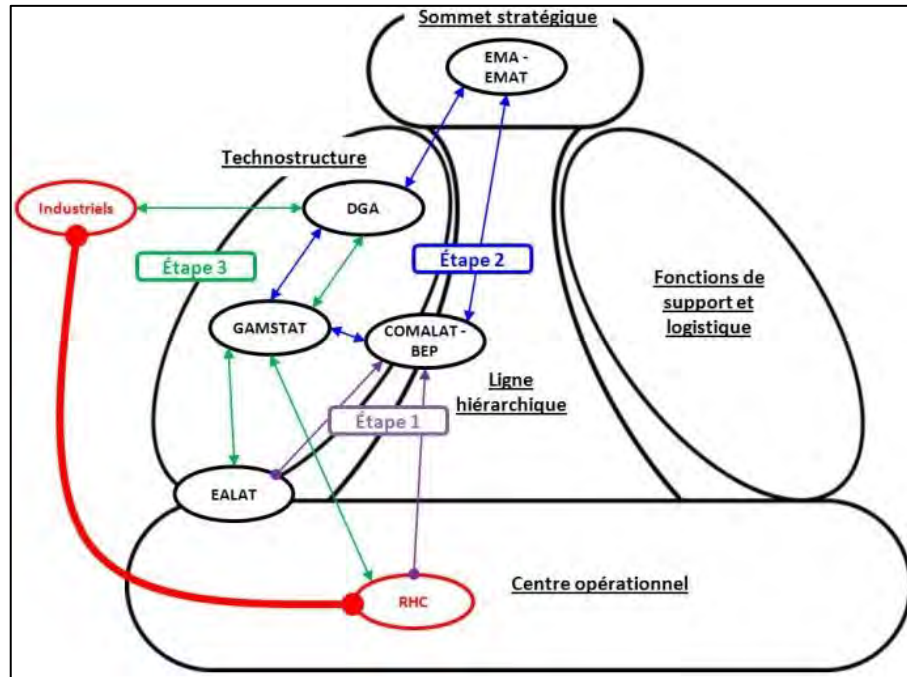 Sommet stratégique
EMA -
EMAT
Technostructure
Industriels
DGA
Étape 3
Étape 2
Fonctions de
support et
logistique
GAMSTAT
COMALAT -
BEP
Ligne
hiérarchique
Étape 1
EALAT
Centre opérationnel
RHC